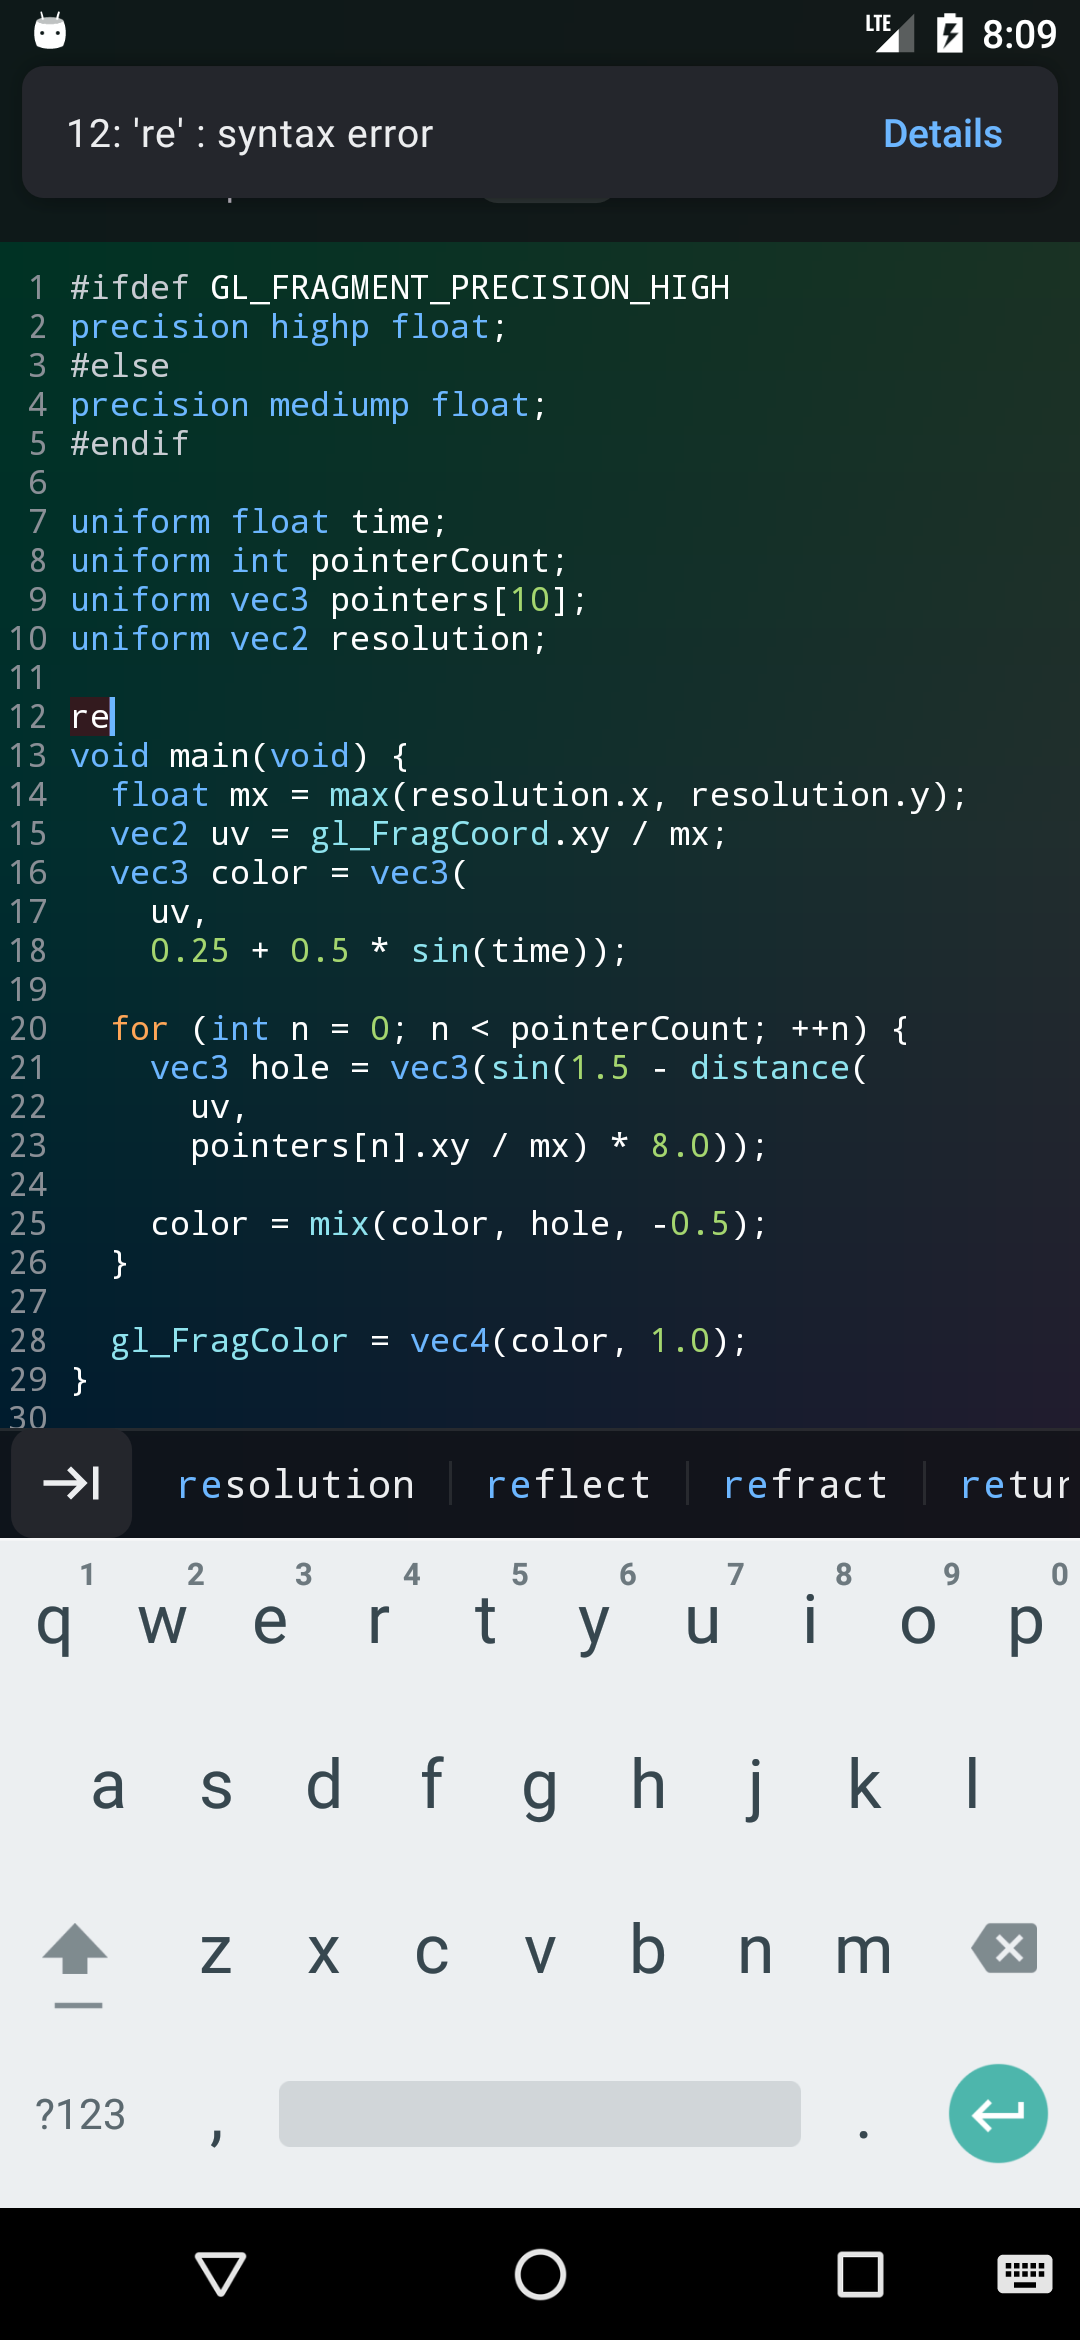 LTE 8:09
12: 're' : syntax error Details
1 #ifdef GL_FRAGMENT_PRECISION_HIGH
2 precision highp float;
3 #else
4 precision mediump float;
5 #endif
6
7 uniform float time;
8 uniform int pointerCount;
9 uniform vec3 pointers[10];
10 uniform vec2 resolution;
11
12 re
13 void main(void) {
14   float mx = max(resolution.x, resolution.y);
15   vec2 uv = gl_FragCoord.xy / mx;
16   vec3 color = vec3(
17     uv,
18     0.25 + 0.5 * sin(time));
19
20   for (int n = 0; n < pointerCount; ++n) {
21     vec3 hole = vec3(sin(1.5 - distance(
22       uv,
23       pointers[n].xy / mx) * 8.0));
24
25     color = mix(color, hole, -0.5);
26   }
27
28   gl_FragColor = vec4(color, 1.0);
29 }
30
resolution reflect refract retur
1 2 3 4 5 6 7 8 9 0
q w e r t y u i o p
a s d f g h j k l
z x c v b n m
?123 , .